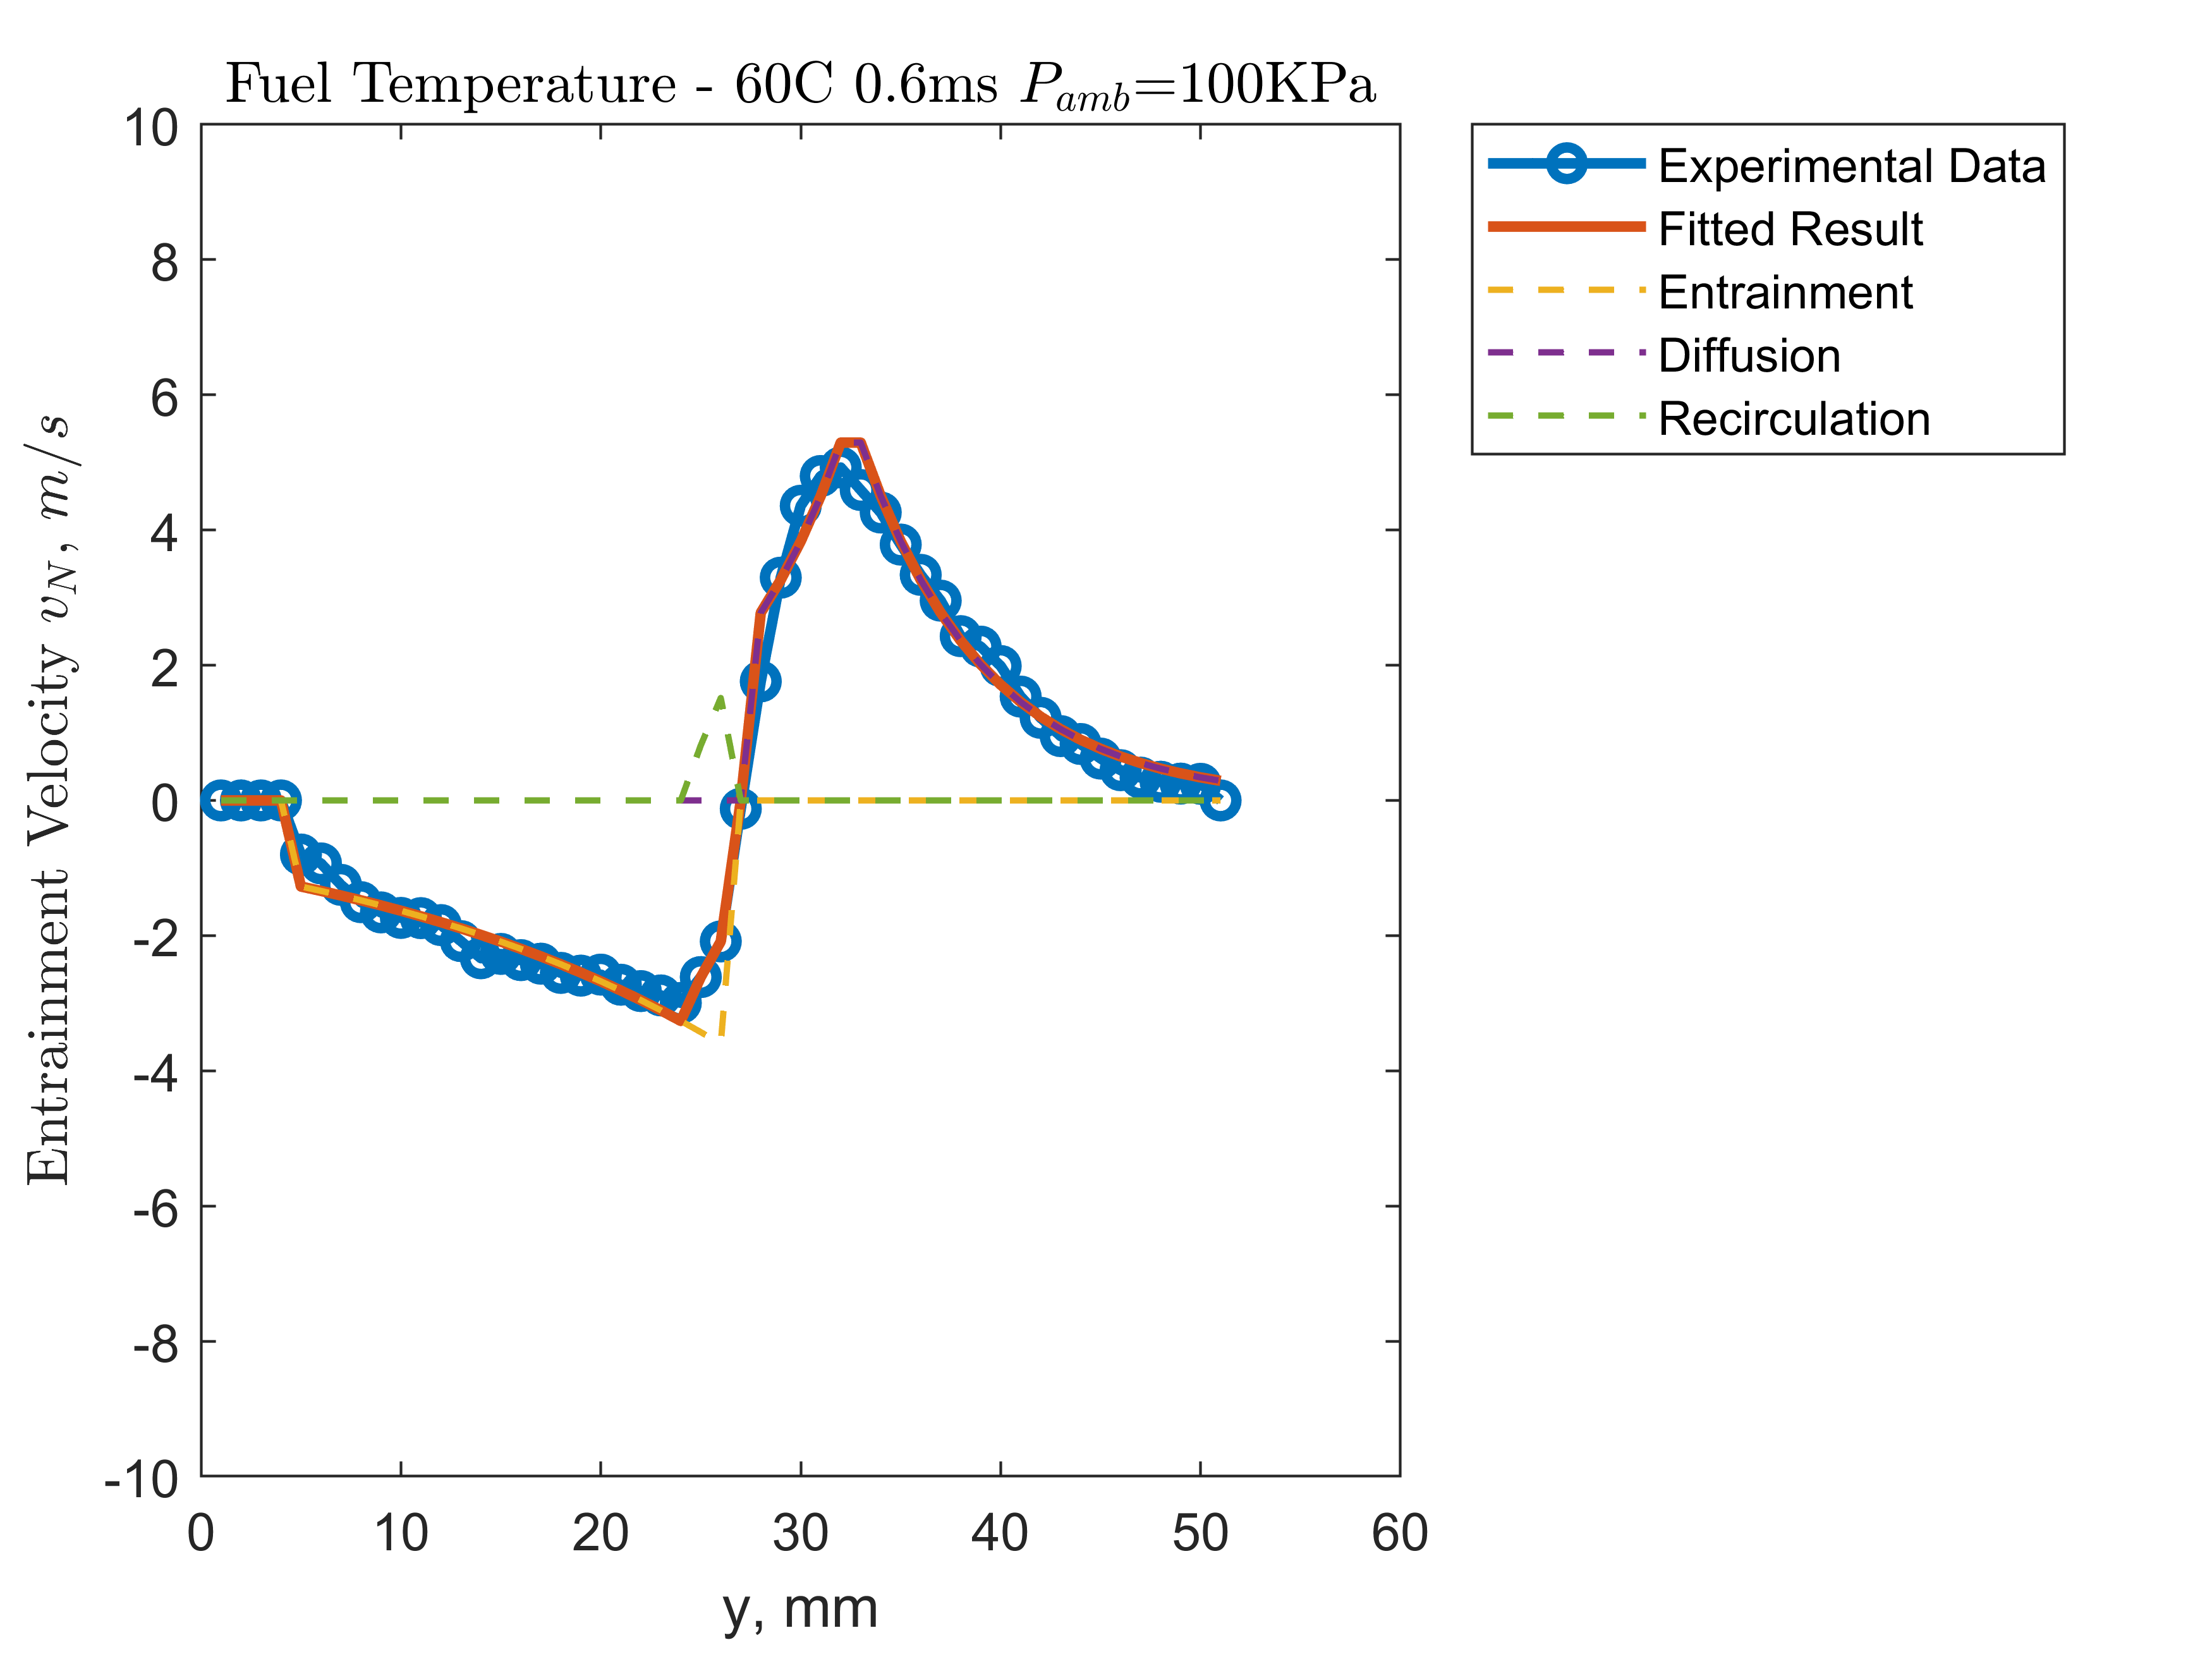 Fuel Temperature - 60C 0.6ms P_amb=100KPa
10
8
6
4
2
0
-2
-4
-6
-8
-10
Entrainment Velocity v_N, m/s
0 10 20 30 40 50 60
y, mm
Experimental Data
Fitted Result
Entrainment
Diffusion
Recirculation